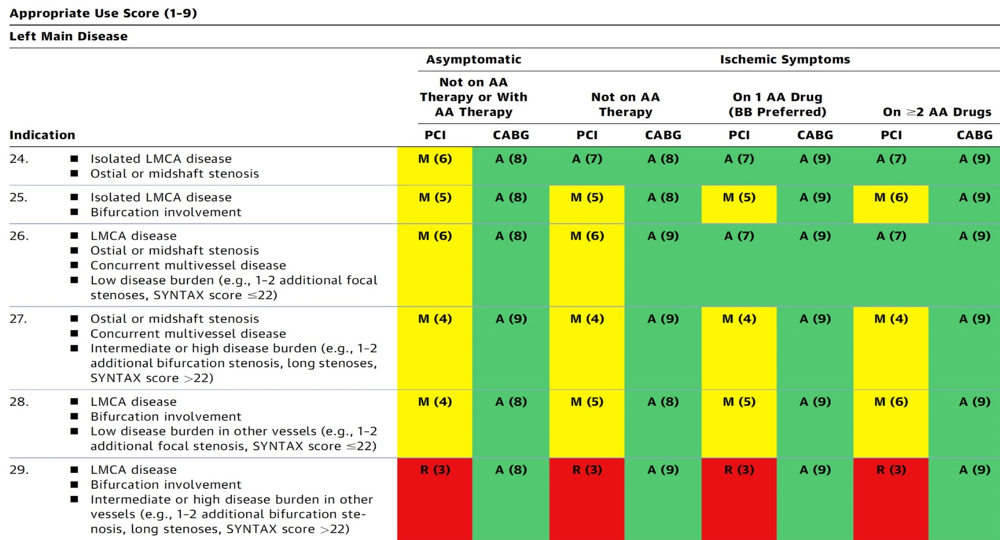 Appropriate Use Score (1–9)
Left Main Disease
Asymptomatic Ischemic Symptoms
Not on AA
Therapy or With Not on AA On 1 AA Drug
AA Therapy Therapy (BB Preferred) On ≥2 AA Drugs
Indication PCI CABG PCI CABG PCI CABG PCI CABG
24. ■ Isolated LMCA disease M (6) A (8) A (7) A (8) A (7) A (9) A (7) A (9)
■ Ostial or midshaft stenosis
25. ■ Isolated LMCA disease M (5) A (8) M (5) A (8) M (5) A (9) M (6) A (9)
■ Bifurcation involvement
26. ■ LMCA disease M (6) A (8) M (6) A (9) A (7) A (9) A (7) A (9)
■ Ostial or midshaft stenosis
■ Concurrent multivessel disease
■ Low disease burden (e.g., 1–2 additional focal
stenoses, SYNTAX score ≤22)
27. ■ Ostial or midshaft stenosis M (4) A (9) M (4) A (9) M (4) A (9) M (4) A (9)
■ Concurrent multivessel disease
■ Intermediate or high disease burden (e.g., 1–2
additional bifurcation stenosis, long stenoses,
SYNTAX score >22)
28. ■ LMCA disease M (4) A (8) M (5) A (8) M (5) A (9) M (6) A (9)
■ Bifurcation involvement
■ Low disease burden in other vessels (e.g., 1–2
additional focal stenosis, SYNTAX score ≤22)
29. ■ LMCA disease R (3) A (8) R (3) A (9) R (3) A (9) R (3) A (9)
■ Bifurcation involvement
■ Intermediate or high disease burden in other
vessels (e.g., 1–2 additional bifurcation ste-
nosis, long stenoses, SYNTAX score >22)